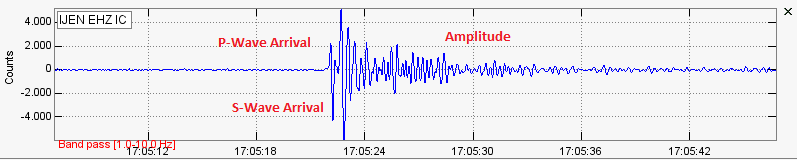 IJEN EHZ IC
4.000
2.000
0
-2.000
-4.000
Counts
P-Wave Arrival
Amplitude
S-Wave Arrival
Band pass [1.0-10.0 Hz]
17:05:12 17:05:18 17:05:24 17:05:30 17:05:36 17:05:42